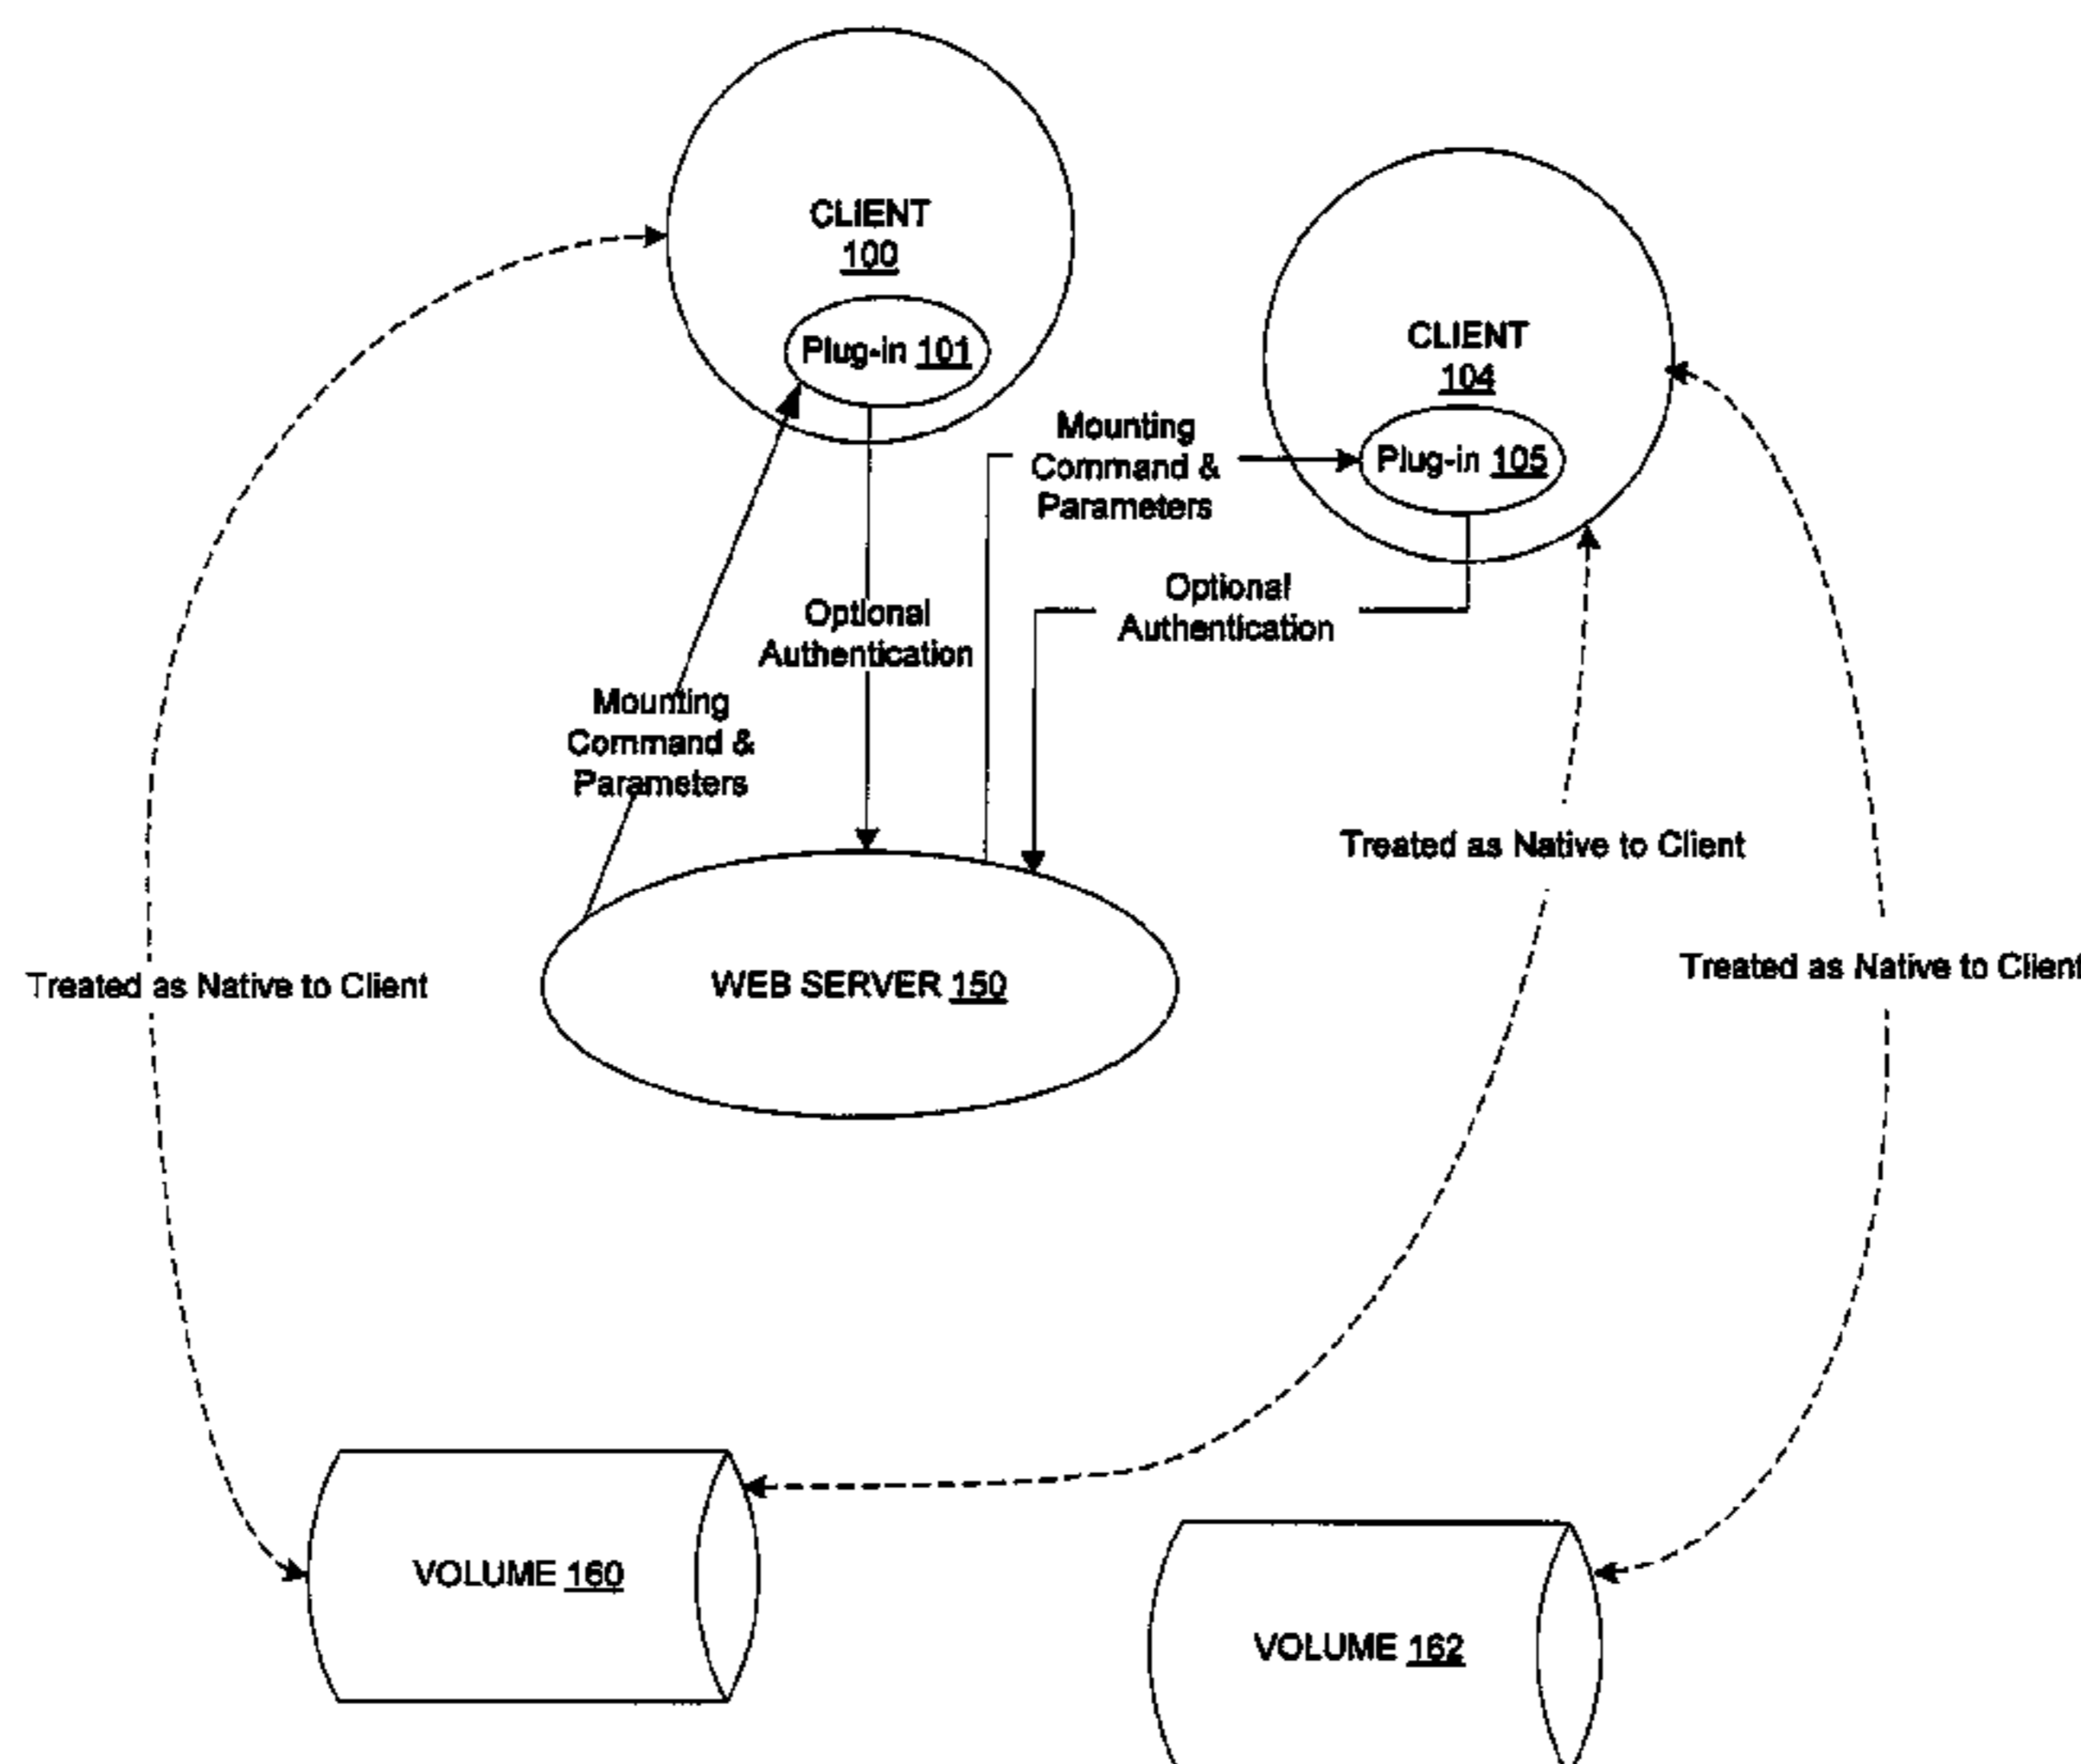 CLIENT
100
Plug-in 101
CLIENT
104
Plug-in 105
Mounting
Command &
Parameters
Optional
Authentication
Optional
Authentication
Mounting
Command &
Parameters
Treated as Native to Client
Treated as Native to Client
Treated as Native to Client
WEB SERVER 150
VOLUME 160
VOLUME 162